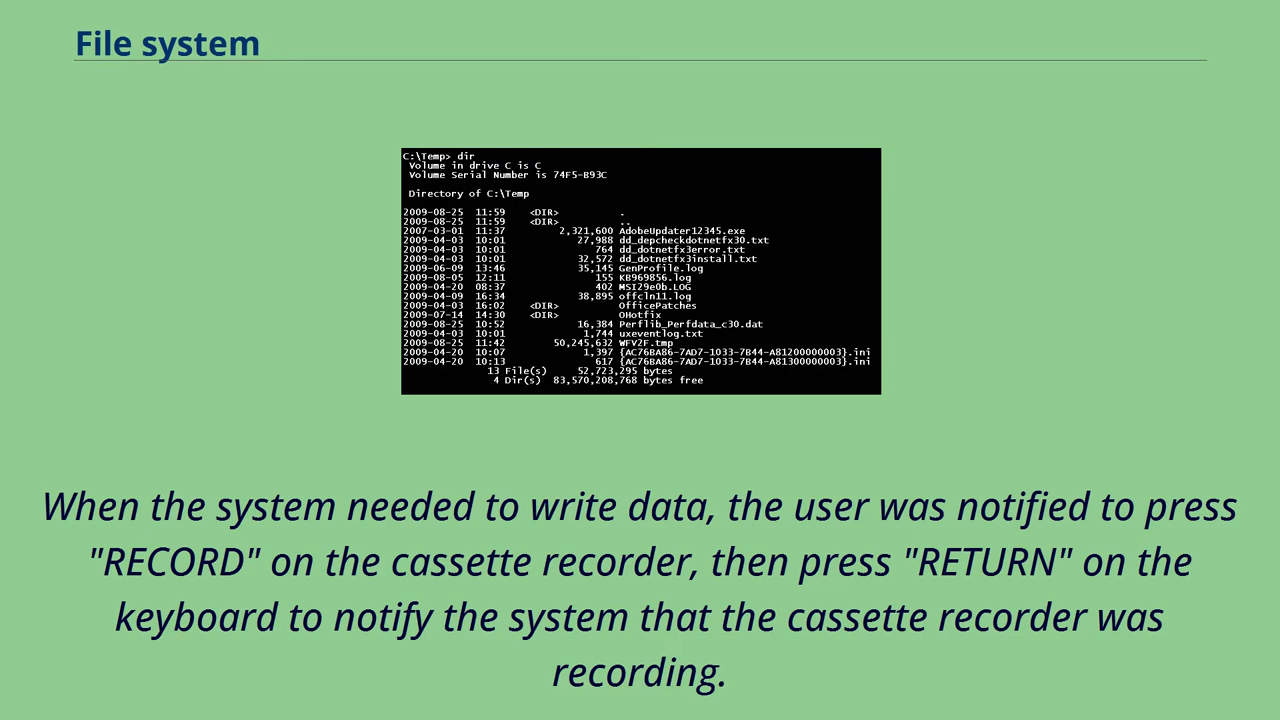 File system
C:\Temp> dir
Volume in drive C is C
Volume Serial Number is 74F5-B93C
Directory of C:\Temp
2009-08-25 11:59 <DIR> .
2009-08-25 11:59 <DIR> ..
2007-03-01 11:37 2,321,600 AdobeUpdater12345.exe
2009-04-03 10:01 27,988 dd_depcheckdotnetfx30.txt
2009-04-03 10:01 764 dd_dotnetfx3error.txt
2009-04-03 10:01 32,572 dd_dotnetfx3install.txt
2009-06-09 13:46 35,145 GenProfile.log
2009-08-05 12:11 155 KB969856.log
2009-04-20 08:37 402 MSI29e0b.LOG
2009-04-09 16:34 38,895 offcln11.log
2009-04-03 16:02 <DIR> OfficePatches
2009-07-14 14:30 <DIR> OHotfix
2009-08-25 10:52 16,384 Perflib_Perfdata_c30.dat
2009-04-03 10:01 1,744 uxeventlog.txt
2009-08-25 11:42 50,245,632 WFV2F.tmp
2009-04-20 10:07 1,397 {AC76BA86-7AD7-1033-7B44-A81200000003}.ini
2009-04-20 10:13 617 {AC76BA86-7AD7-1033-7B44-A81300000003}.ini
13 File(s) 52,723,295 bytes
4 Dir(s) 83,570,208,768 bytes free
When the system needed to write data, the user was notified to press
"RECORD" on the cassette recorder, then press "RETURN" on the
keyboard to notify the system that the cassette recorder was
recording.